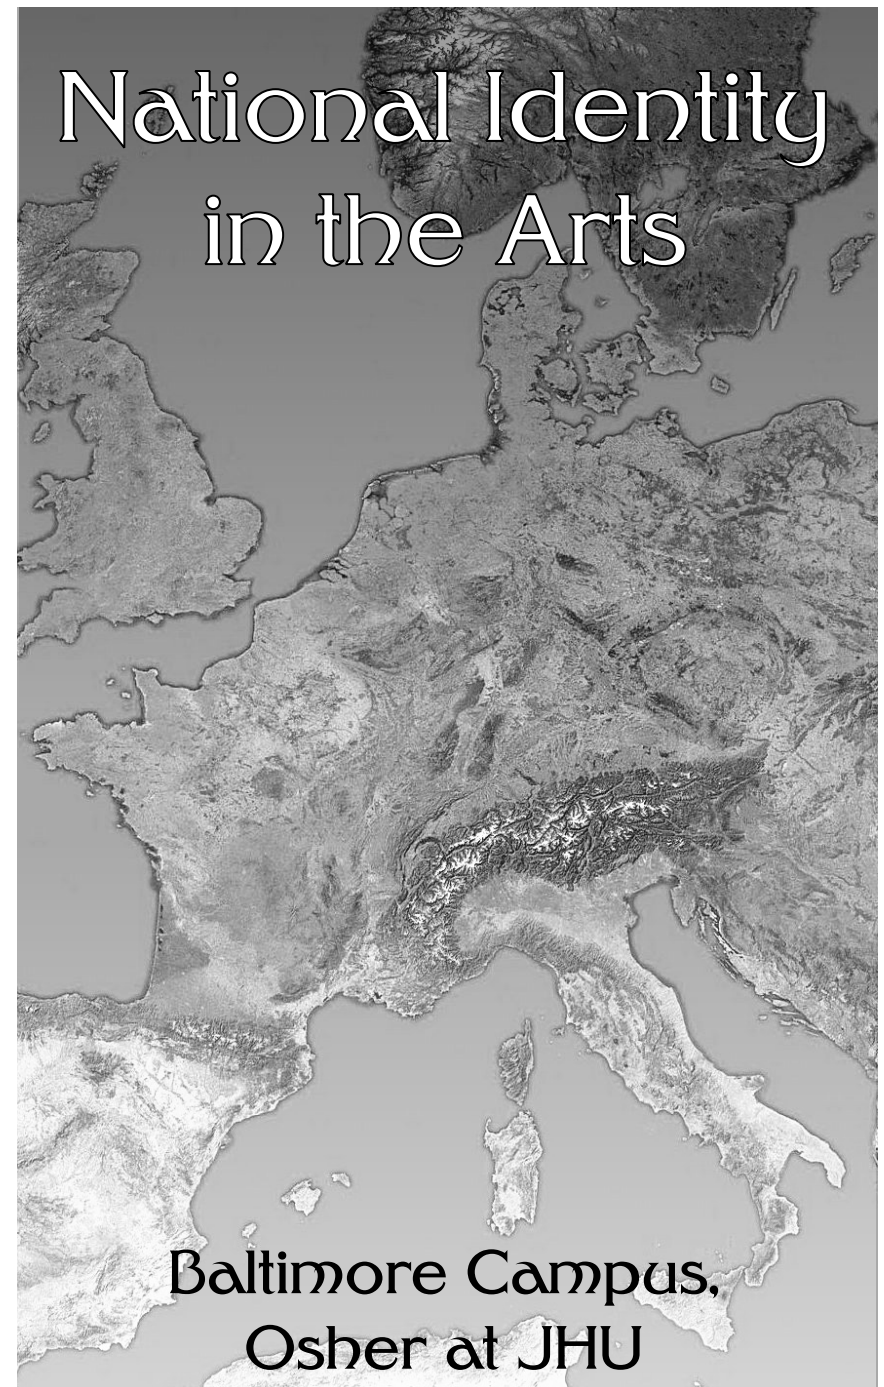 National Identity
in the Arts
Baltimore Campus,
Osher at JHU